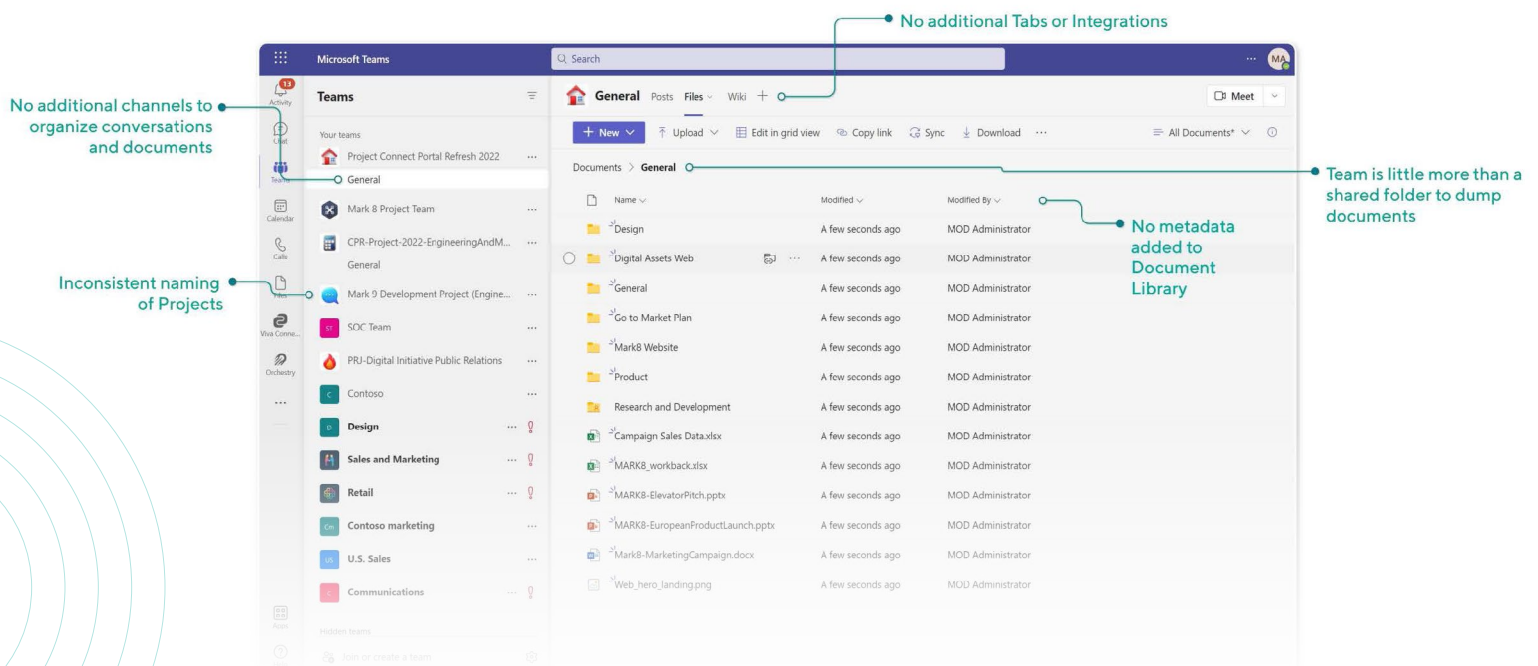 No additional Tabs or Integrations
Microsoft Teams
Search
MA
No additional channels to
organize conversations
and documents
Inconsistent naming
of Projects
13
Activity
Chat
Teams
Calendar
Calls
Files
Viva Conne...
Orchestry
Apps
Teams
Your teams
Project Connect Portal Refresh 2022
General
Mark 8 Project Team
CPR-Project-2022-EngineeringAndM...
General
Mark 9 Development Project (Engine...
ST SOC Team
PRJ-Digital Initiative Public Relations
C Contoso
D Design
Sales and Marketing
Retail
Cm Contoso marketing
US U.S. Sales
C Communications
Hidden teams
Join or create a team
General Posts Files Wiki
Meet
New Upload Edit in grid view Copy link Sync Download All Documents*
Documents > General
Name Modified Modified By
Design A few seconds ago MOD Administrator
Digital Assets Web A few seconds ago MOD Administrator
General A few seconds ago MOD Administrator
Go to Market Plan A few seconds ago MOD Administrator
Mark8 Website A few seconds ago MOD Administrator
Product A few seconds ago MOD Administrator
Research and Development A few seconds ago MOD Administrator
Campaign Sales Data.xlsx A few seconds ago MOD Administrator
MARK8_workback.xlsx A few seconds ago MOD Administrator
MARK8-ElevatorPitch.pptx A few seconds ago MOD Administrator
MARK8-EuropeanProductLaunch.pptx A few seconds ago MOD Administrator
Mark8-MarketingCampaign.docx A few seconds ago MOD Administrator
Web_hero_landing.png A few seconds ago MOD Administrator
Team is little more than a
shared folder to dump
documents
No metadata
added to
Document
Library